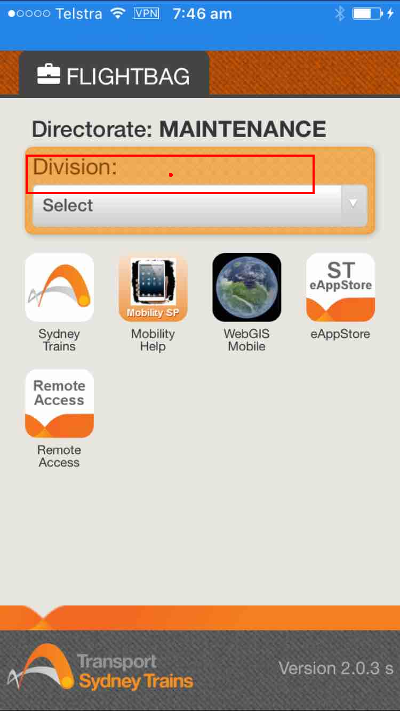 Telstra VPN 7:46 am
FLIGHTBAG
Directorate: MAINTENANCE
Division:
Select
Mobility SP
ST
eAppStore
Sydney
Trains
Mobility
Help
WebGIS
Mobile
eAppStore
Remote
Access
Remote
Access
Transport
Sydney Trains
Version 2.0.3 s